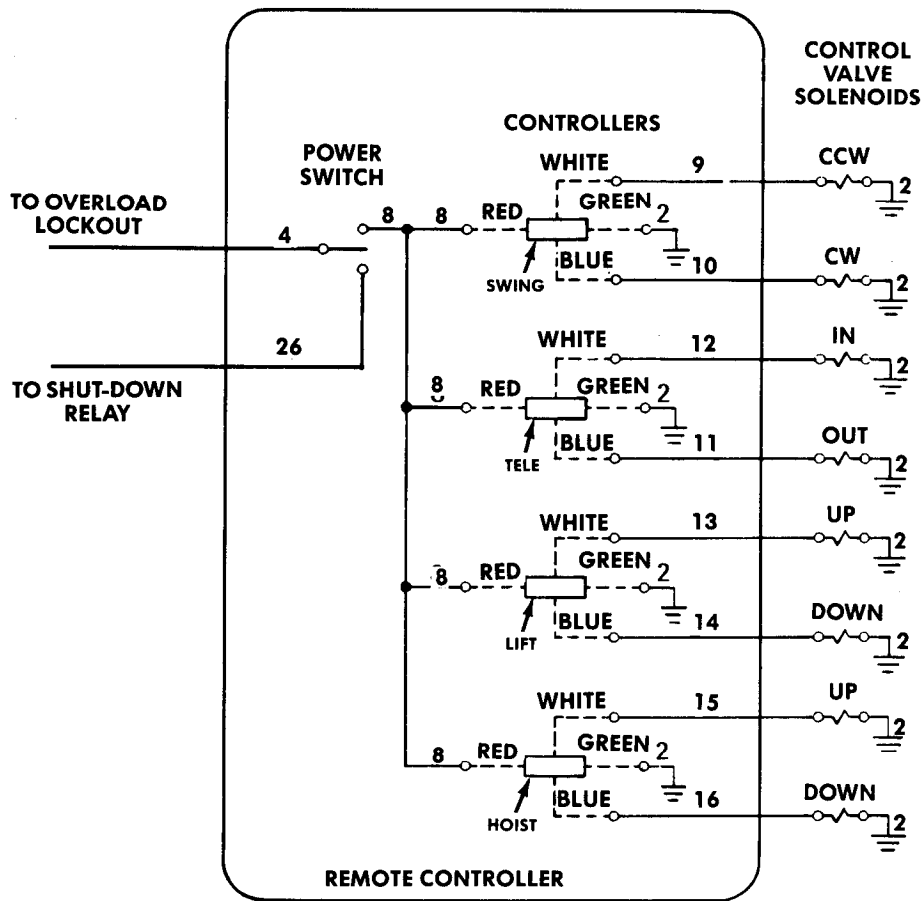 CONTROL
VALVE
SOLENOIDS
CONTROLLERS
POWER
SWITCH
TO OVERLOAD
LOCKOUT
4
8
8
RED
WHITE
9
CCW
2
GREEN
2
BLUE
10
CW
2
SWING
26
TO SHUT-DOWN
RELAY
8
RED
WHITE
12
IN
2
GREEN
2
BLUE
11
OUT
2
TELE
8
RED
WHITE
13
UP
2
GREEN
2
BLUE
14
DOWN
2
LIFT
8
RED
WHITE
15
UP
2
GREEN
2
BLUE
16
DOWN
2
HOIST
REMOTE CONTROLLER